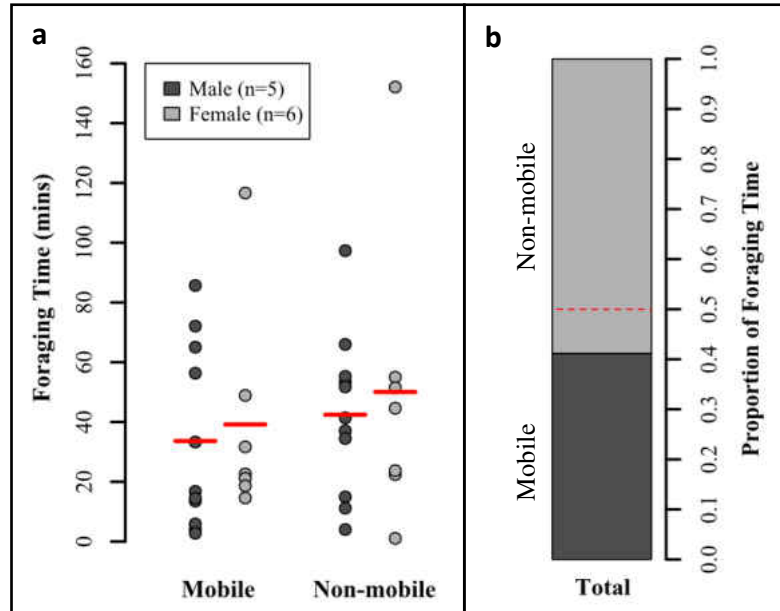 a
160
140
120
100
80
60
40
20
0
Foraging Time (mins)
Male (n=5)
Female (n=6)
Mobile
Non-mobile
b
Non-mobile
Mobile
1.0
0.9
0.8
0.7
0.6
0.5
0.4
0.3
0.2
0.1
0.0
Proportion of Foraging Time
Total